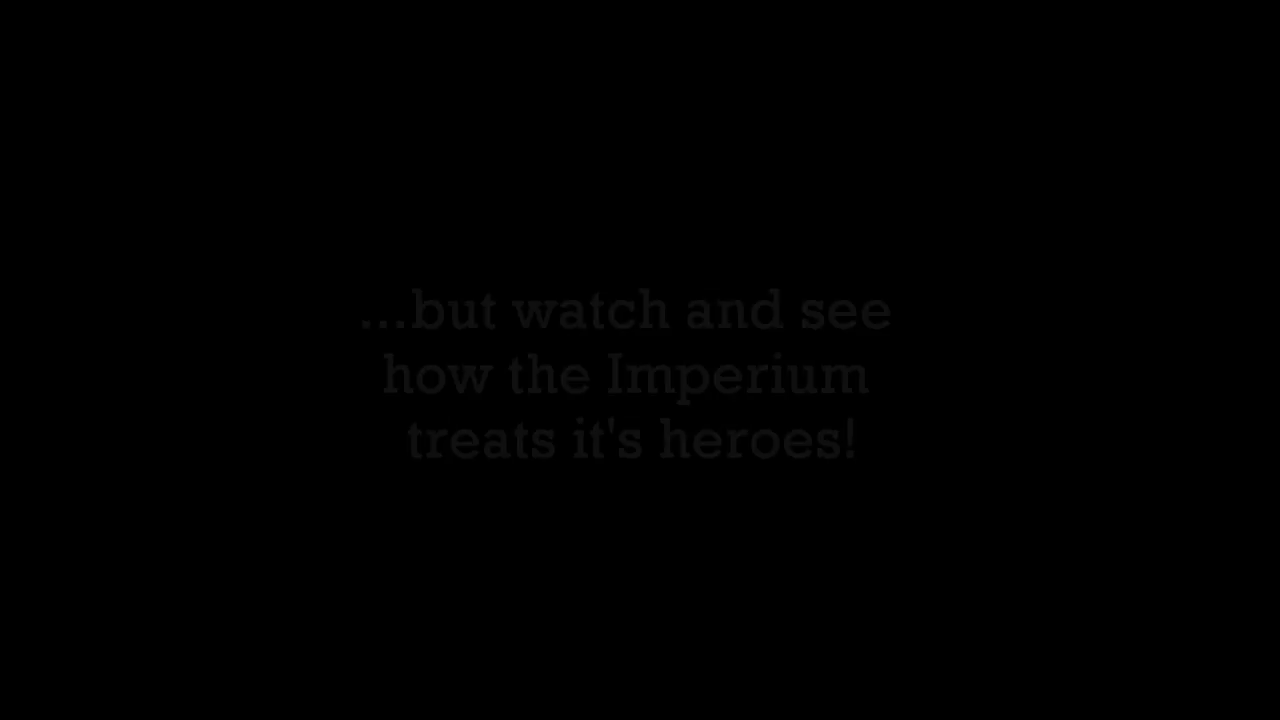 ...but watch and see
how the Imperium
treats it's heroes!